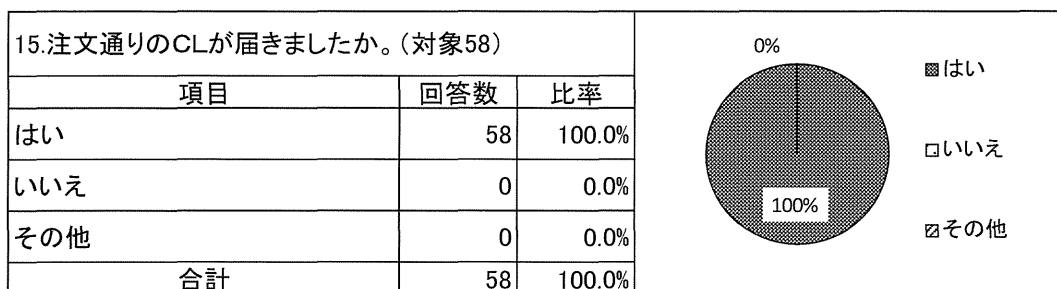 15.注文通りのCLが届きましたか。(対象58)
項目 回答数 比率
はい 58 100.0%
いいえ 0 0.0%
その他 0 0.0%
合計 58 100.0%
0%
100%
はい
いいえ
その他